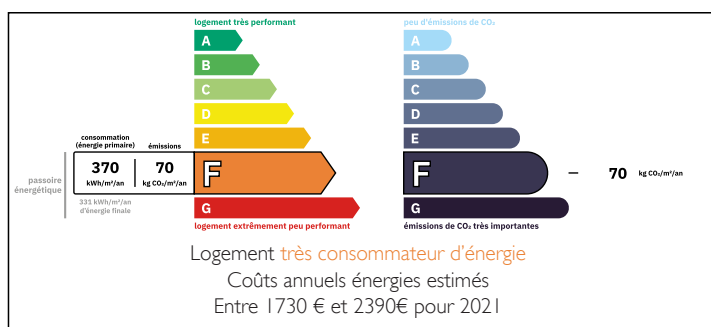 logement très performant
A
B
C
D
E
consommation
(énergie primaire)
émissions
370
kWh/m²/an
70
kg CO₂/m²/an
F
passoire
énergétique
331 kWh/m²/an
d'énergie finale
G
logement extrêmement peu performant
peu d'émissions de CO₂
A
B
C
D
E
F
70 kg CO₂/m²/an
G
émissions de CO₂ très importantes
Logement très consommateur d'énergie
Coûts annuels énergies estimés
Entre 1730 € et 2390€ pour 2021